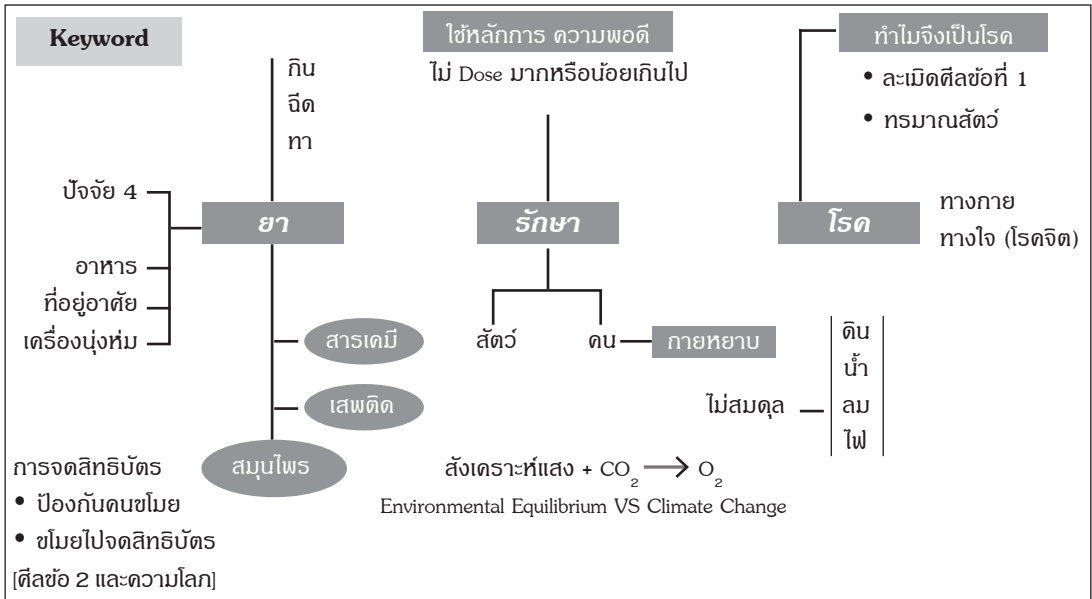 Keyword
ใช้หลักการ ความพอดี
ไม่ Dose มากหรือน้อยเกินไป
ทำไมจึงเป็นโรค
• ละเมิดศีลข้อที่ 1
• ทรมาณสัตว์
กิน
ฉีด
ทา
ปัจจัย 4
อาหาร
ที่อยู่อาศัย
เครื่องนุ่งห่ม
ยา
รักษา
โรค
ทางกาย
ทางใจ (โรคจิต)
สารเคมี
เสพติด
สมุนไพร
สัตว์
คน
กายหยาบ
ไม่สมดุล
ดิน
น้ำ
ลม
ไฟ
การจดสิทธิบัตร
• ป้องกันคนขโมย
• ขโมยไปจดสิทธิบัตร
[ศีลข้อ 2 และความโลภ]
สังเคราะห์แสง + CO2 → O2
Environmental Equilibrium VS Climate Change